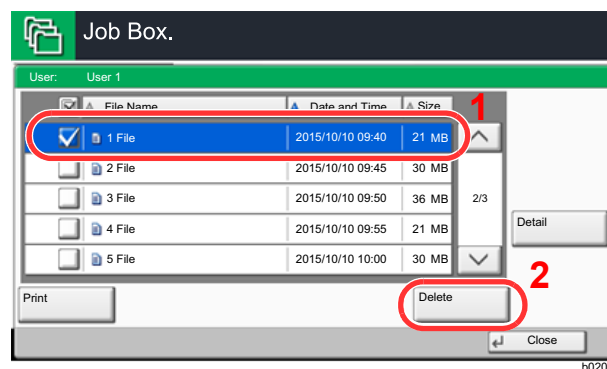 Job Box.
User: User 1
File Name Date and Time Size 1
1 File 2015/10/10 09:40 21 MB
2 File 2015/10/10 09:45 30 MB
3 File 2015/10/10 09:50 36 MB 2/3
4 File 2015/10/10 09:55 21 MB Detail
5 File 2015/10/10 10:00 30 MB
2
Print Delete
Close
b020